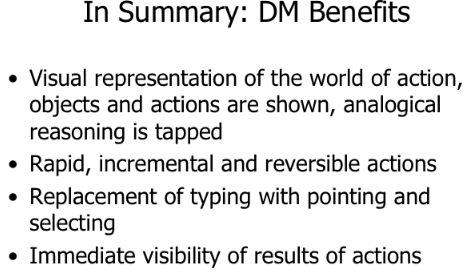 In Summary: DM Benefits
• Visual representation of the world of action,
objects and actions are shown, analogical
reasoning is tapped
• Rapid, incremental and reversible actions
• Replacement of typing with pointing and
selecting
• Immediate visibility of results of actions